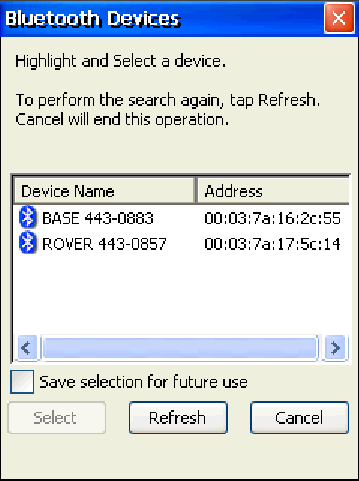 Bluetooth Devices
Highlight and Select a device.
To perform the search again, tap Refresh.
Cancel will end this operation.
Device Name Address
BASE 443-0883 00:03:7a:16:2c:55
ROVER 443-0857 00:03:7a:17:5c:14
Save selection for future use
Select Refresh Cancel